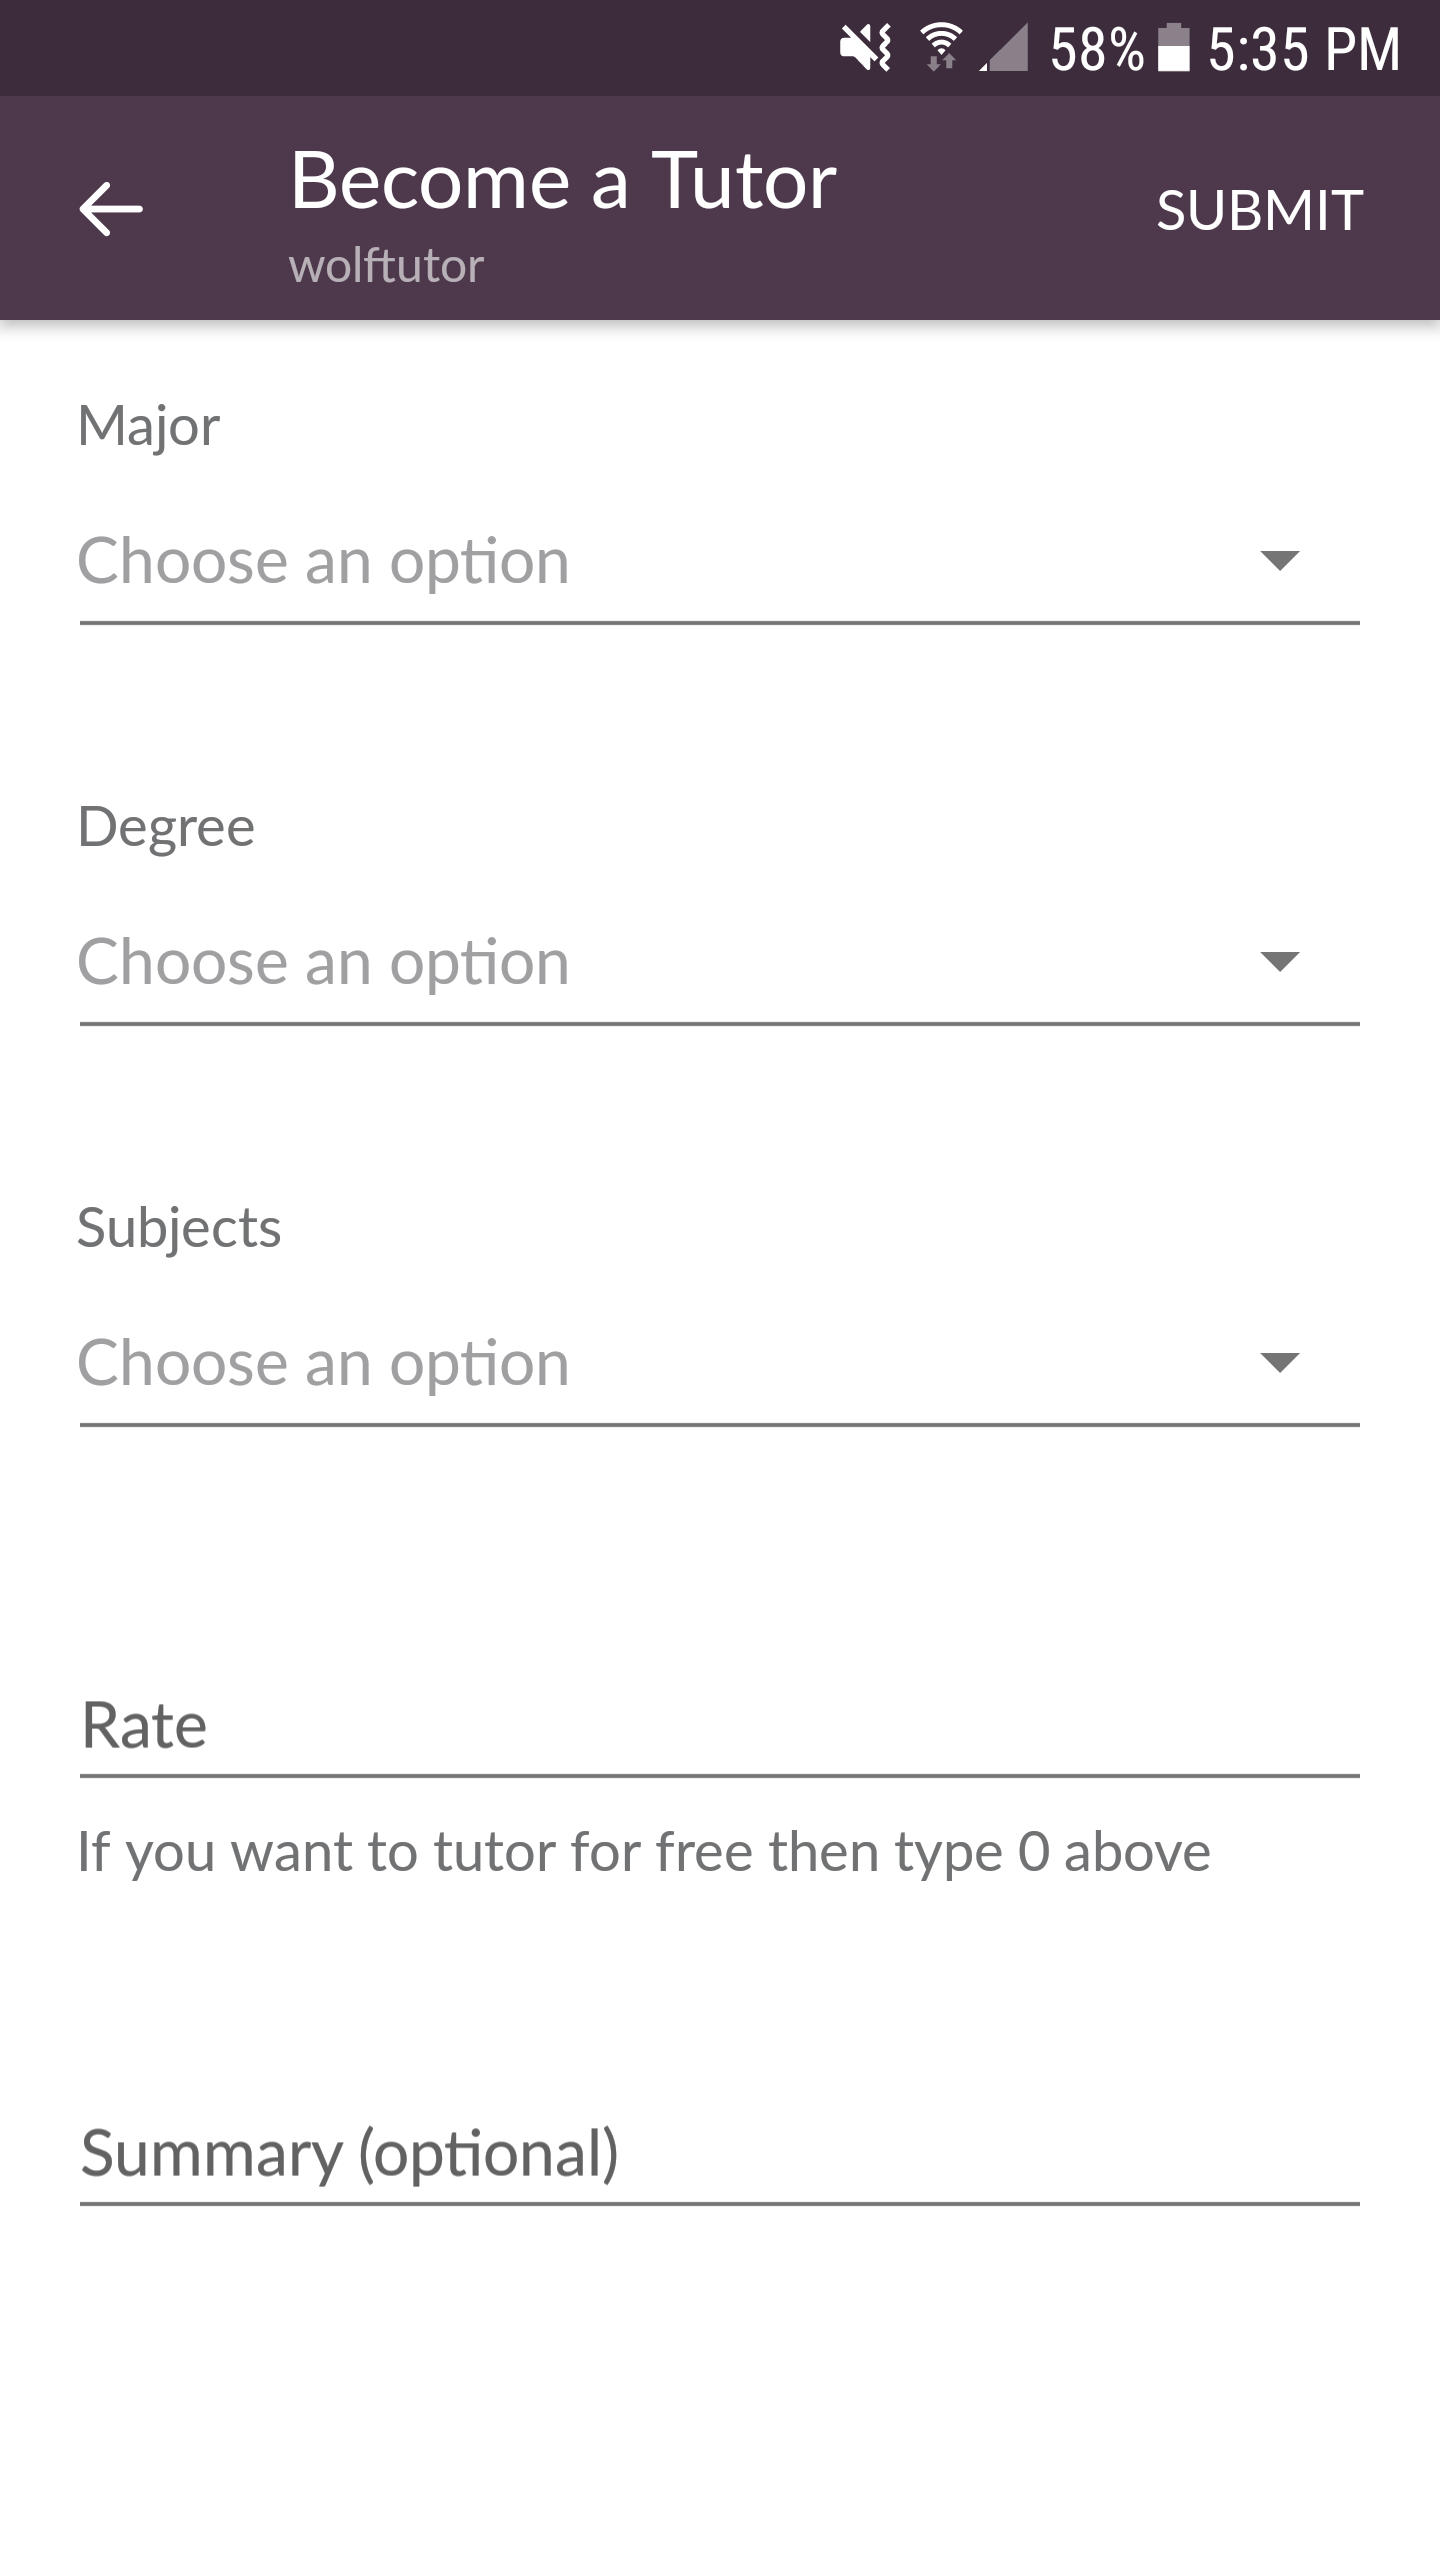 58% 5:35 PM
Become a Tutor
wolftutor
SUBMIT
Major
Choose an option
Degree
Choose an option
Subjects
Choose an option
Rate
If you want to tutor for free then type 0 above
Summary (optional)